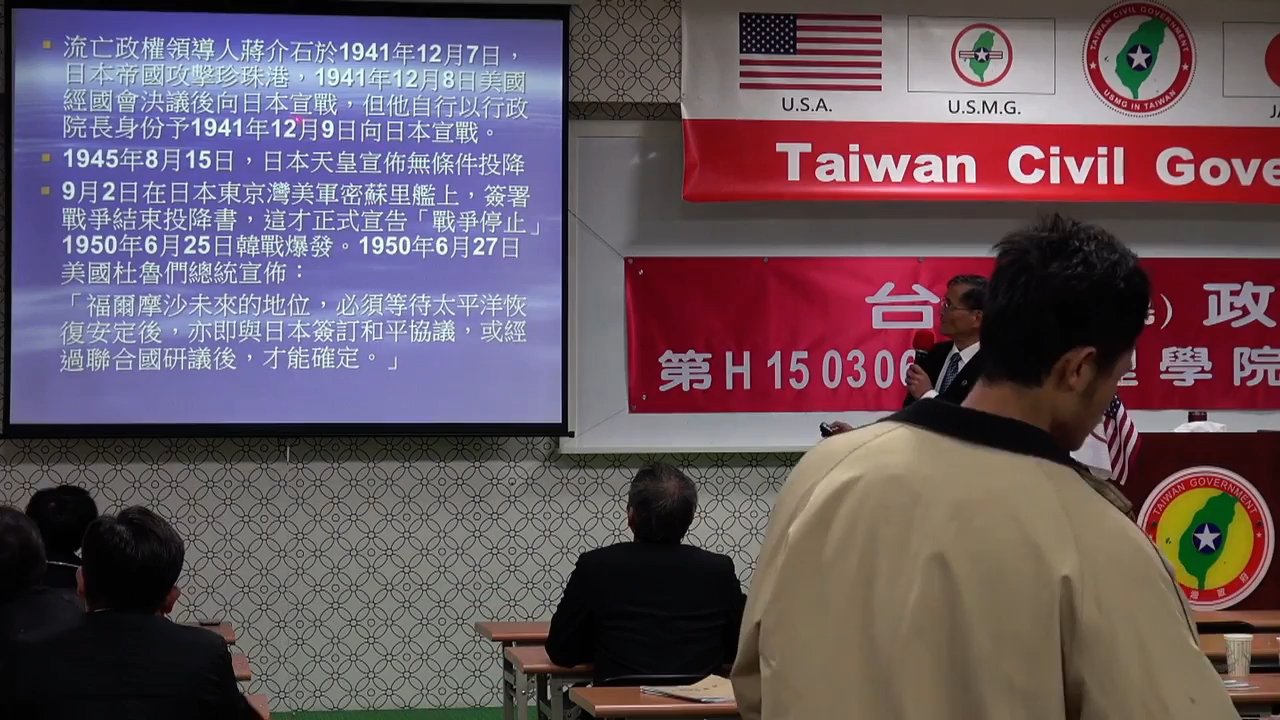 流亡政權領導人蔣介石於1941年12月7日，
日本帝國攻擊珍珠港，1941年12月8日美國
經國會決議後向日本宣戰，但他自行以行政
院長身份予1941年12月9日向日本宣戰。
1945年8月15日，日本天皇宣佈無條件投降
9月2日在日本東京灣美軍密蘇里艦上，簽署
戰爭結束投降書，這才正式宣告「戰爭停止」
1950年6月25日韓戰爆發。1950年6月27日
美國杜魯們總統宣佈：
「福爾摩沙未來的地位，必須等待太平洋恢
復安定後，亦即與日本簽訂和平協議，或經
過聯合國研議後，才能確定。」
U.S.A.
U.S.M.G.
TAIWAN CIVIL GOVERNMENT
USMG IN TAIWAN
JA
Taiwan Civil Gove
台 ) 政
第H 15 0306 學院
TAIWAN GOVERNMENT
政府